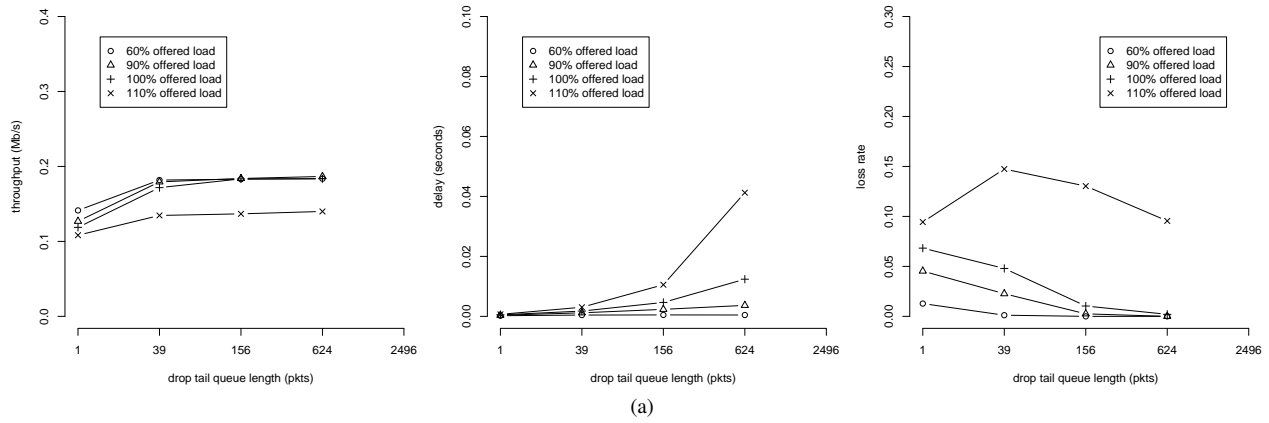 throughput (Mb/s)
0.0 0.1 0.2 0.3 0.4
60% offered load
90% offered load
100% offered load
110% offered load
1 39 156 624 2496
drop tail queue length (pkts)
delay (seconds)
0.00 0.02 0.04 0.06 0.08 0.10
60% offered load
90% offered load
100% offered load
110% offered load
1 39 156 624 2496
drop tail queue length (pkts)
loss rate
0.00 0.05 0.10 0.15 0.20 0.25 0.30
60% offered load
90% offered load
100% offered load
110% offered load
1 39 156 624 2496
drop tail queue length (pkts)
(a)